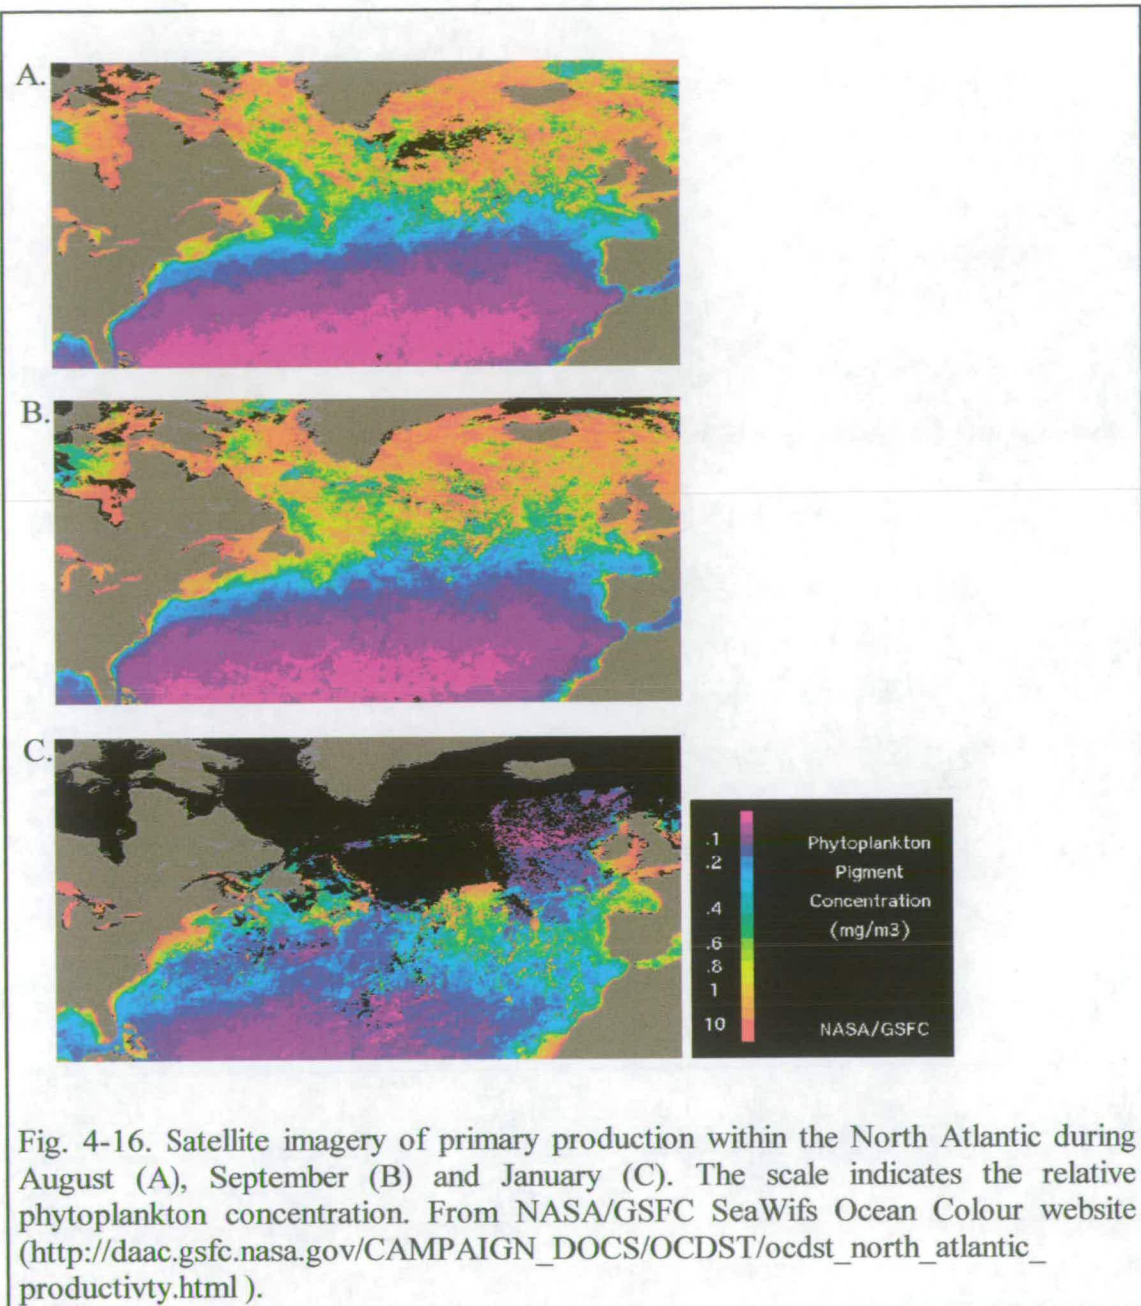 A.
B.
C.
.1
.2
.4
.6
.8
1
10
Phytoplankton
Pigment
Concentration
(mg/m3)
NASA/GSFC
Fig. 4-16. Satellite imagery of primary production within the North Atlantic during
August (A), September (B) and January (C). The scale indicates the relative
phytoplankton concentration. From NASA/GSFC SeaWifs Ocean Colour website
(http://daac.gsfc.nasa.gov/CAMPAIGN_DOCS/OCDST/ocdst_north_atlantic_
productivty.html ).